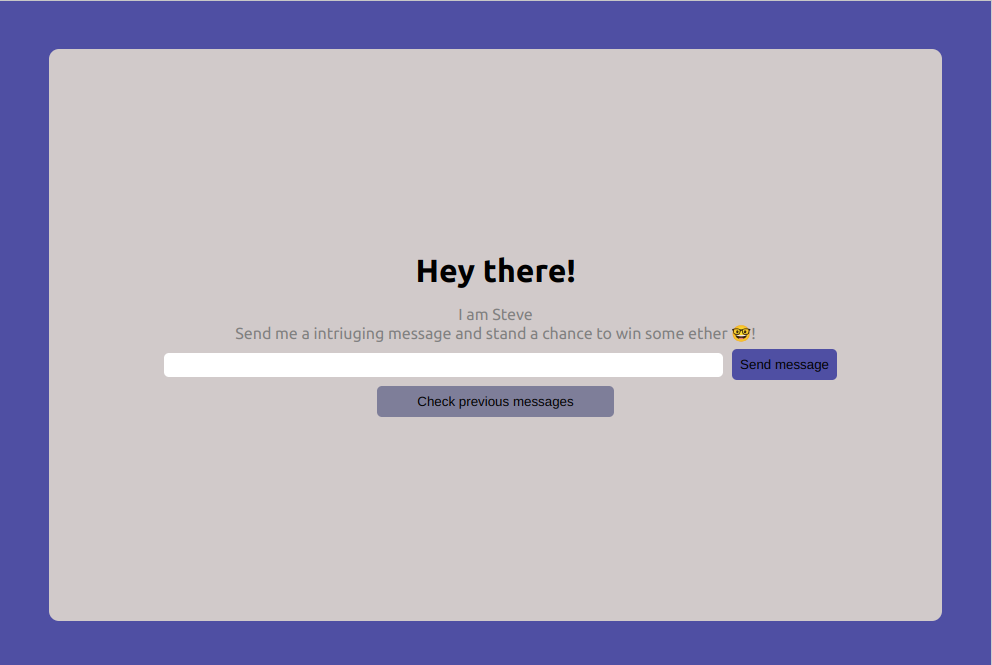 Hey there!
I am Steve
Send me a intriuging message and stand a chance to win some ether 🤓!
Send message
Check previous messages